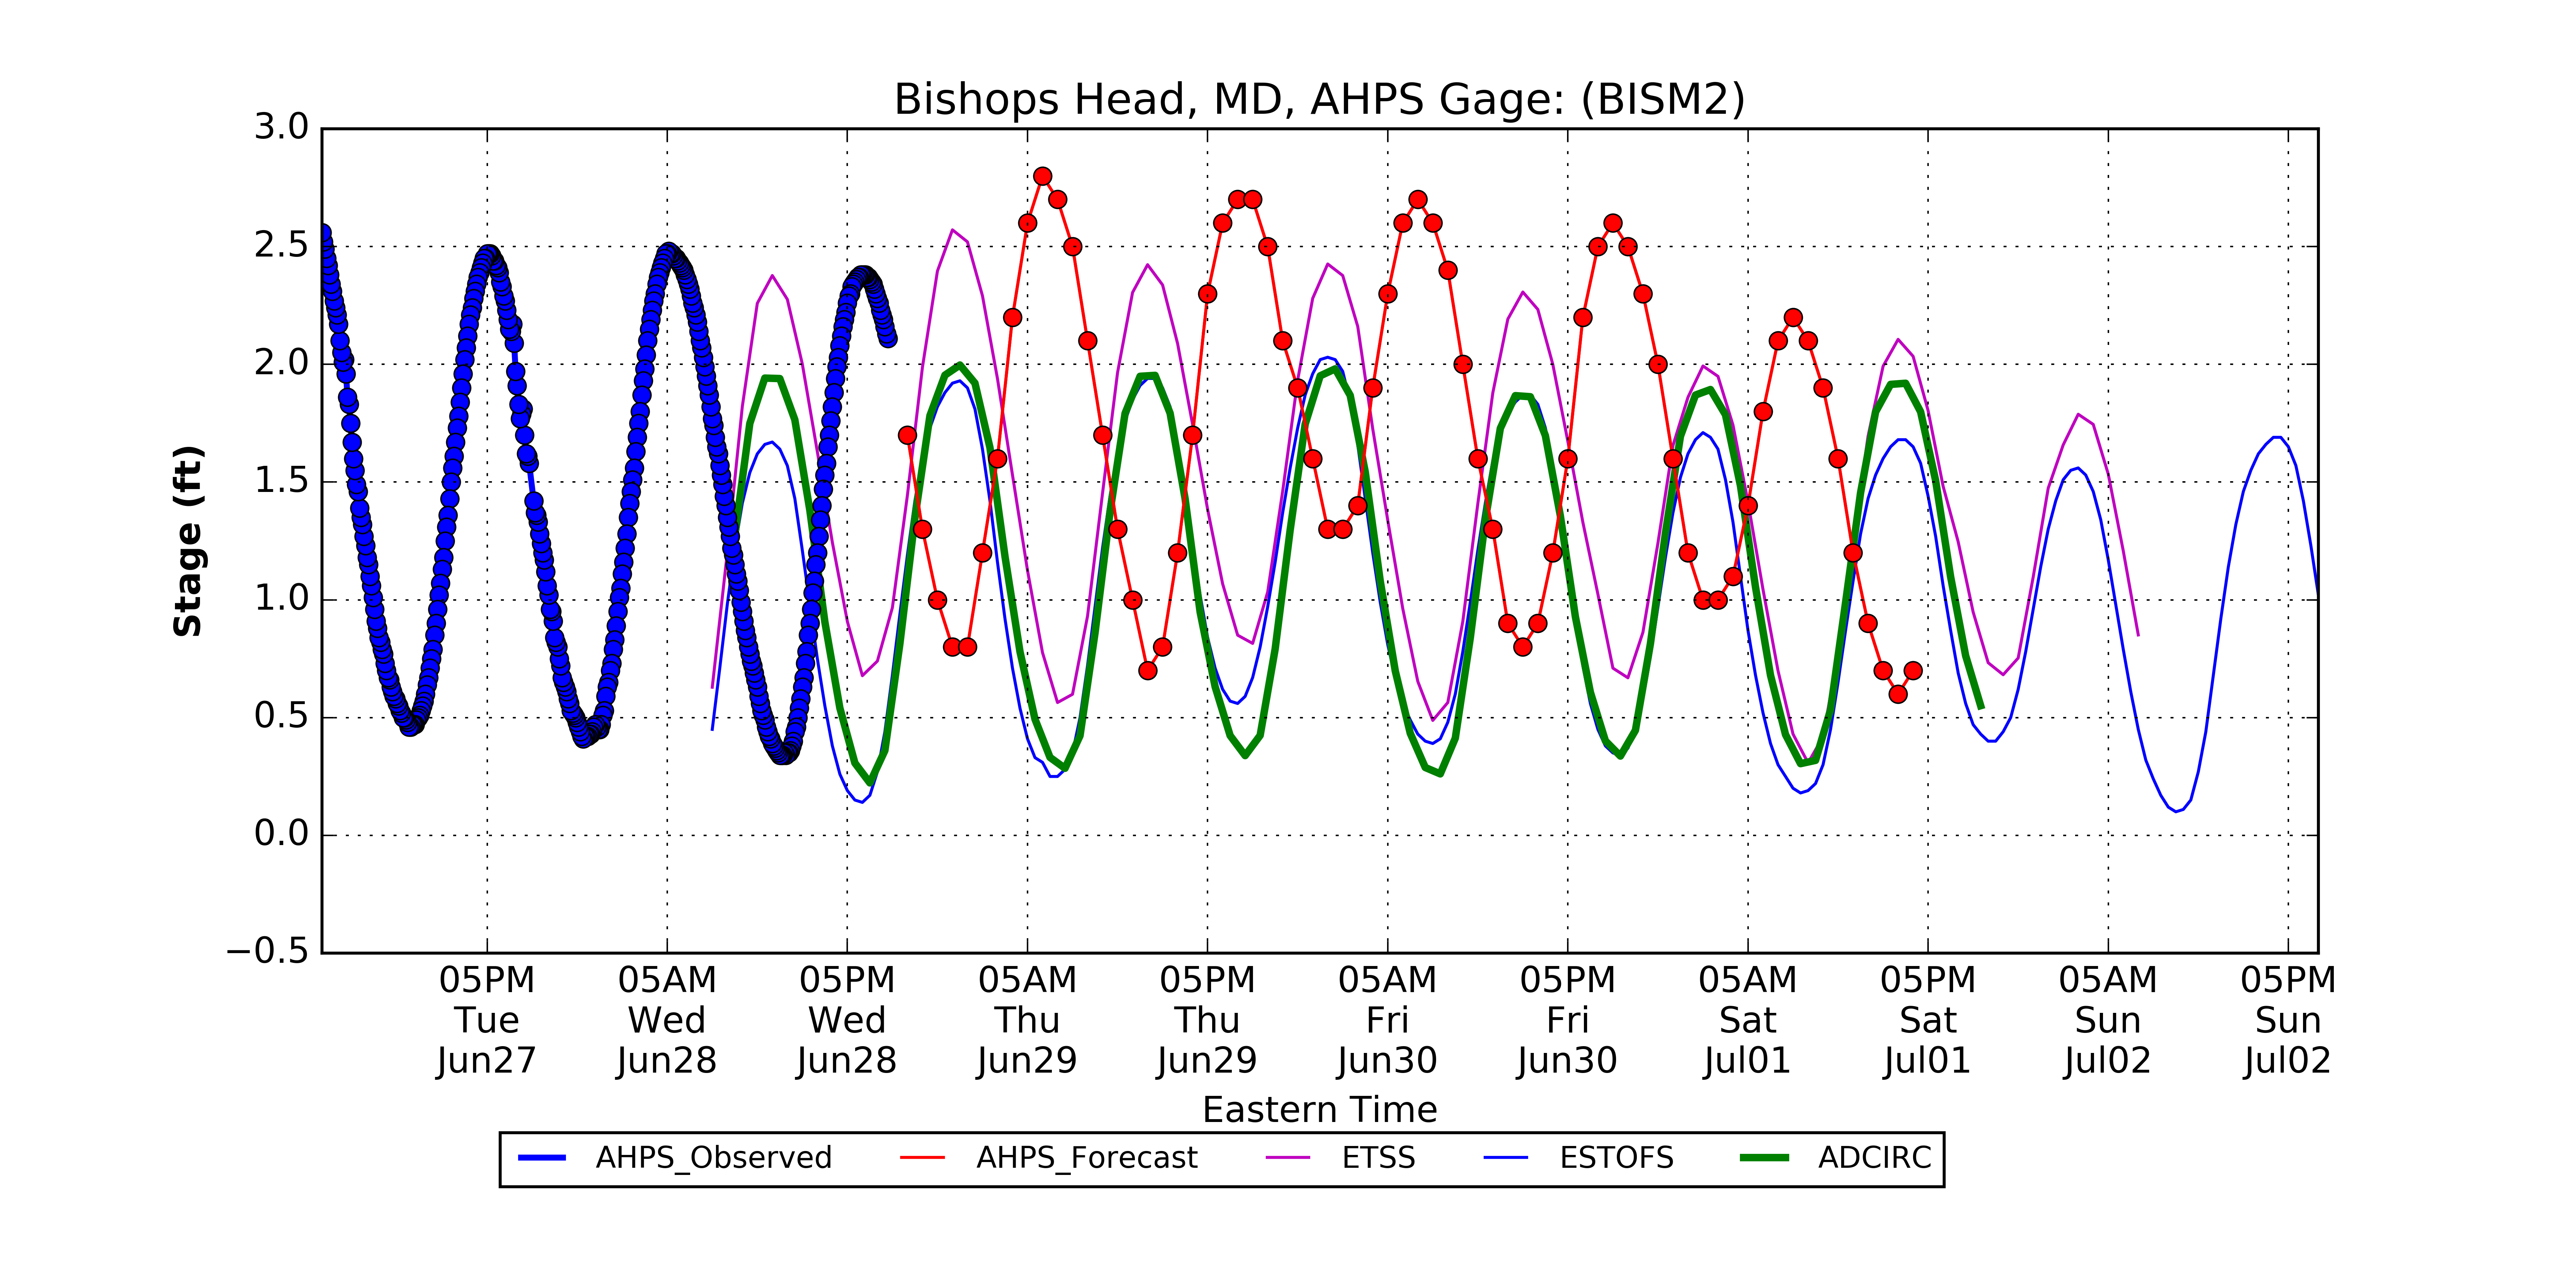 Bishops Head, MD, AHPS Gage: (BISM2)
3.0
2.5
2.0
1.5
1.0
0.5
0.0
−0.5
Stage (ft)
05PM 05AM 05PM 05AM 05PM 05AM 05PM 05AM 05PM 05AM 05PM
Tue Wed Wed Thu Thu Fri Fri Sat Sat Sun Sun
Jun27 Jun28 Jun28 Jun29 Jun29 Jun30 Jun30 Jul01 Jul01 Jul02 Jul02
Eastern Time
AHPS_Observed AHPS_Forecast ETSS ESTOFS ADCIRC